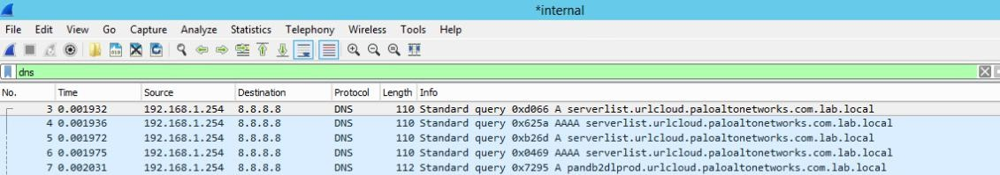 *internal
File Edit View Go Capture Analyze Statistics Telephony Wireless Tools Help
dns
No. Time Source Destination Protocol Length Info
3 0.001932 192.168.1.254 8.8.8.8 DNS 110 Standard query 0xd066 A serverlist.urlcloud.paloaltonetworks.com.lab.local
4 0.001936 192.168.1.254 8.8.8.8 DNS 110 Standard query 0x625a AAAA serverlist.urlcloud.paloaltonetworks.com.lab.local
5 0.001972 192.168.1.254 8.8.8.8 DNS 110 Standard query 0xb26d A serverlist.urlcloud.paloaltonetworks.com.lab.local
6 0.001975 192.168.1.254 8.8.8.8 DNS 110 Standard query 0x0469 AAAA serverlist.urlcloud.paloaltonetworks.com.lab.local
7 0.002031 192.168.1.254 8.8.8.8 DNS 112 Standard query 0x7295 A pandb2dlprod.urlcloud.paloaltonetworks.com.lab.local